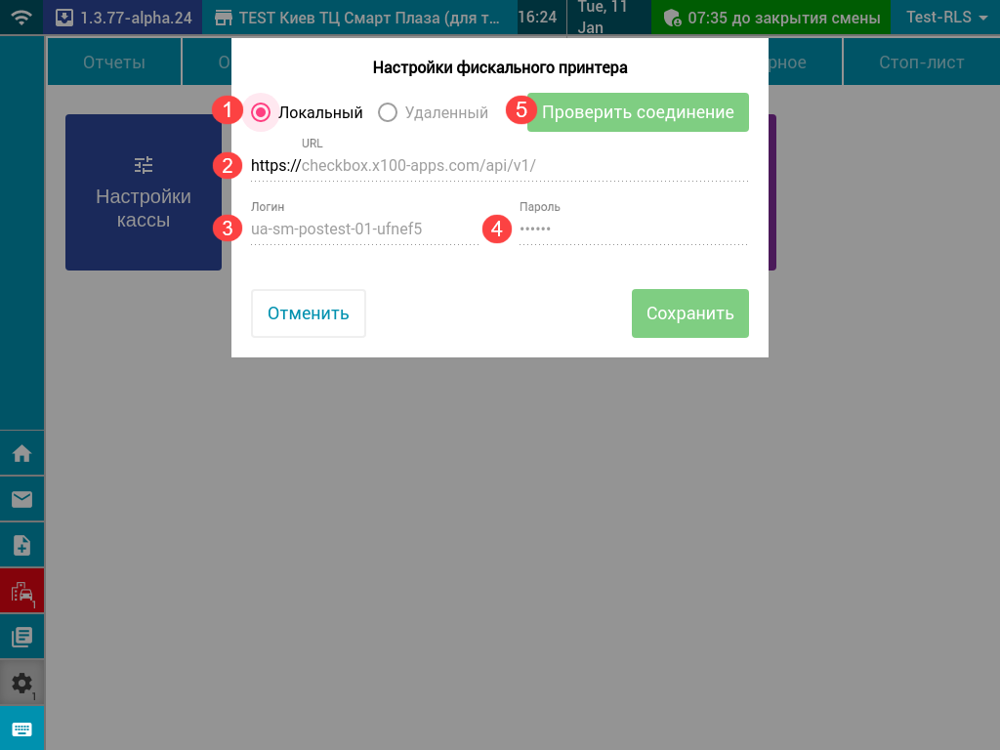 1.3.77-alpha.24
TEST Киев ТЦ Смарт Плаза (для т...
16:24
Tue, 11
Jan
07:35 до закрытия смены
Test-RLS
Отчеты
О
рное
Стоп-лист
Настройки фискального принтера
1
Локальный
Удаленный
5
Проверить соединение
URL
2
https://checkbox.x100-apps.com/api/v1/
Логин
Пароль
3
ua-sm-postest-01-ufnef5
4
••••••
Настройки
кассы
Отменить
Сохранить
1
1